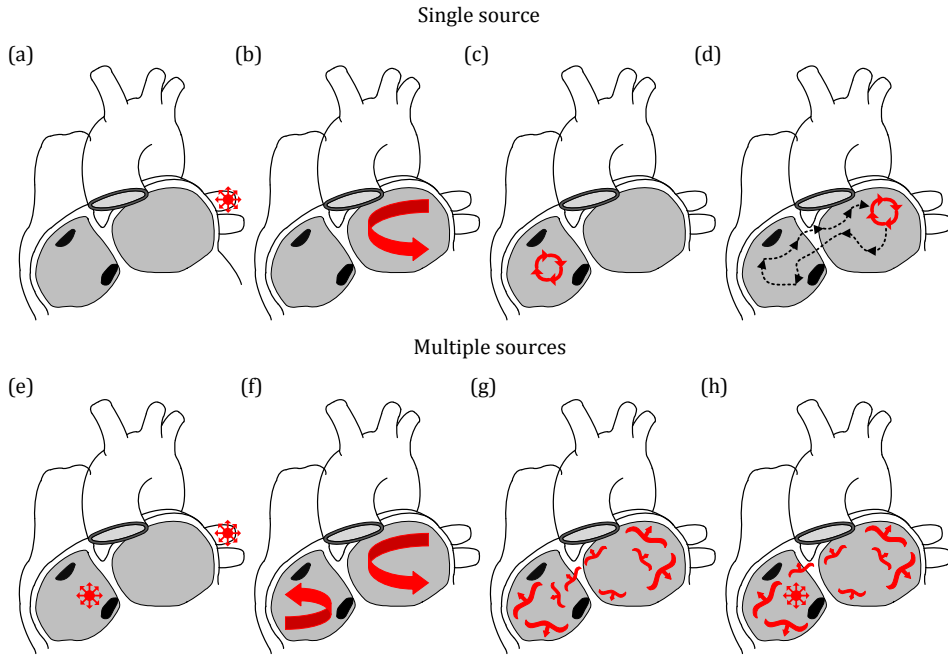 Single source
(a)
(b)
(c)
(d)
Multiple sources
(e)
(f)
(g)
(h)